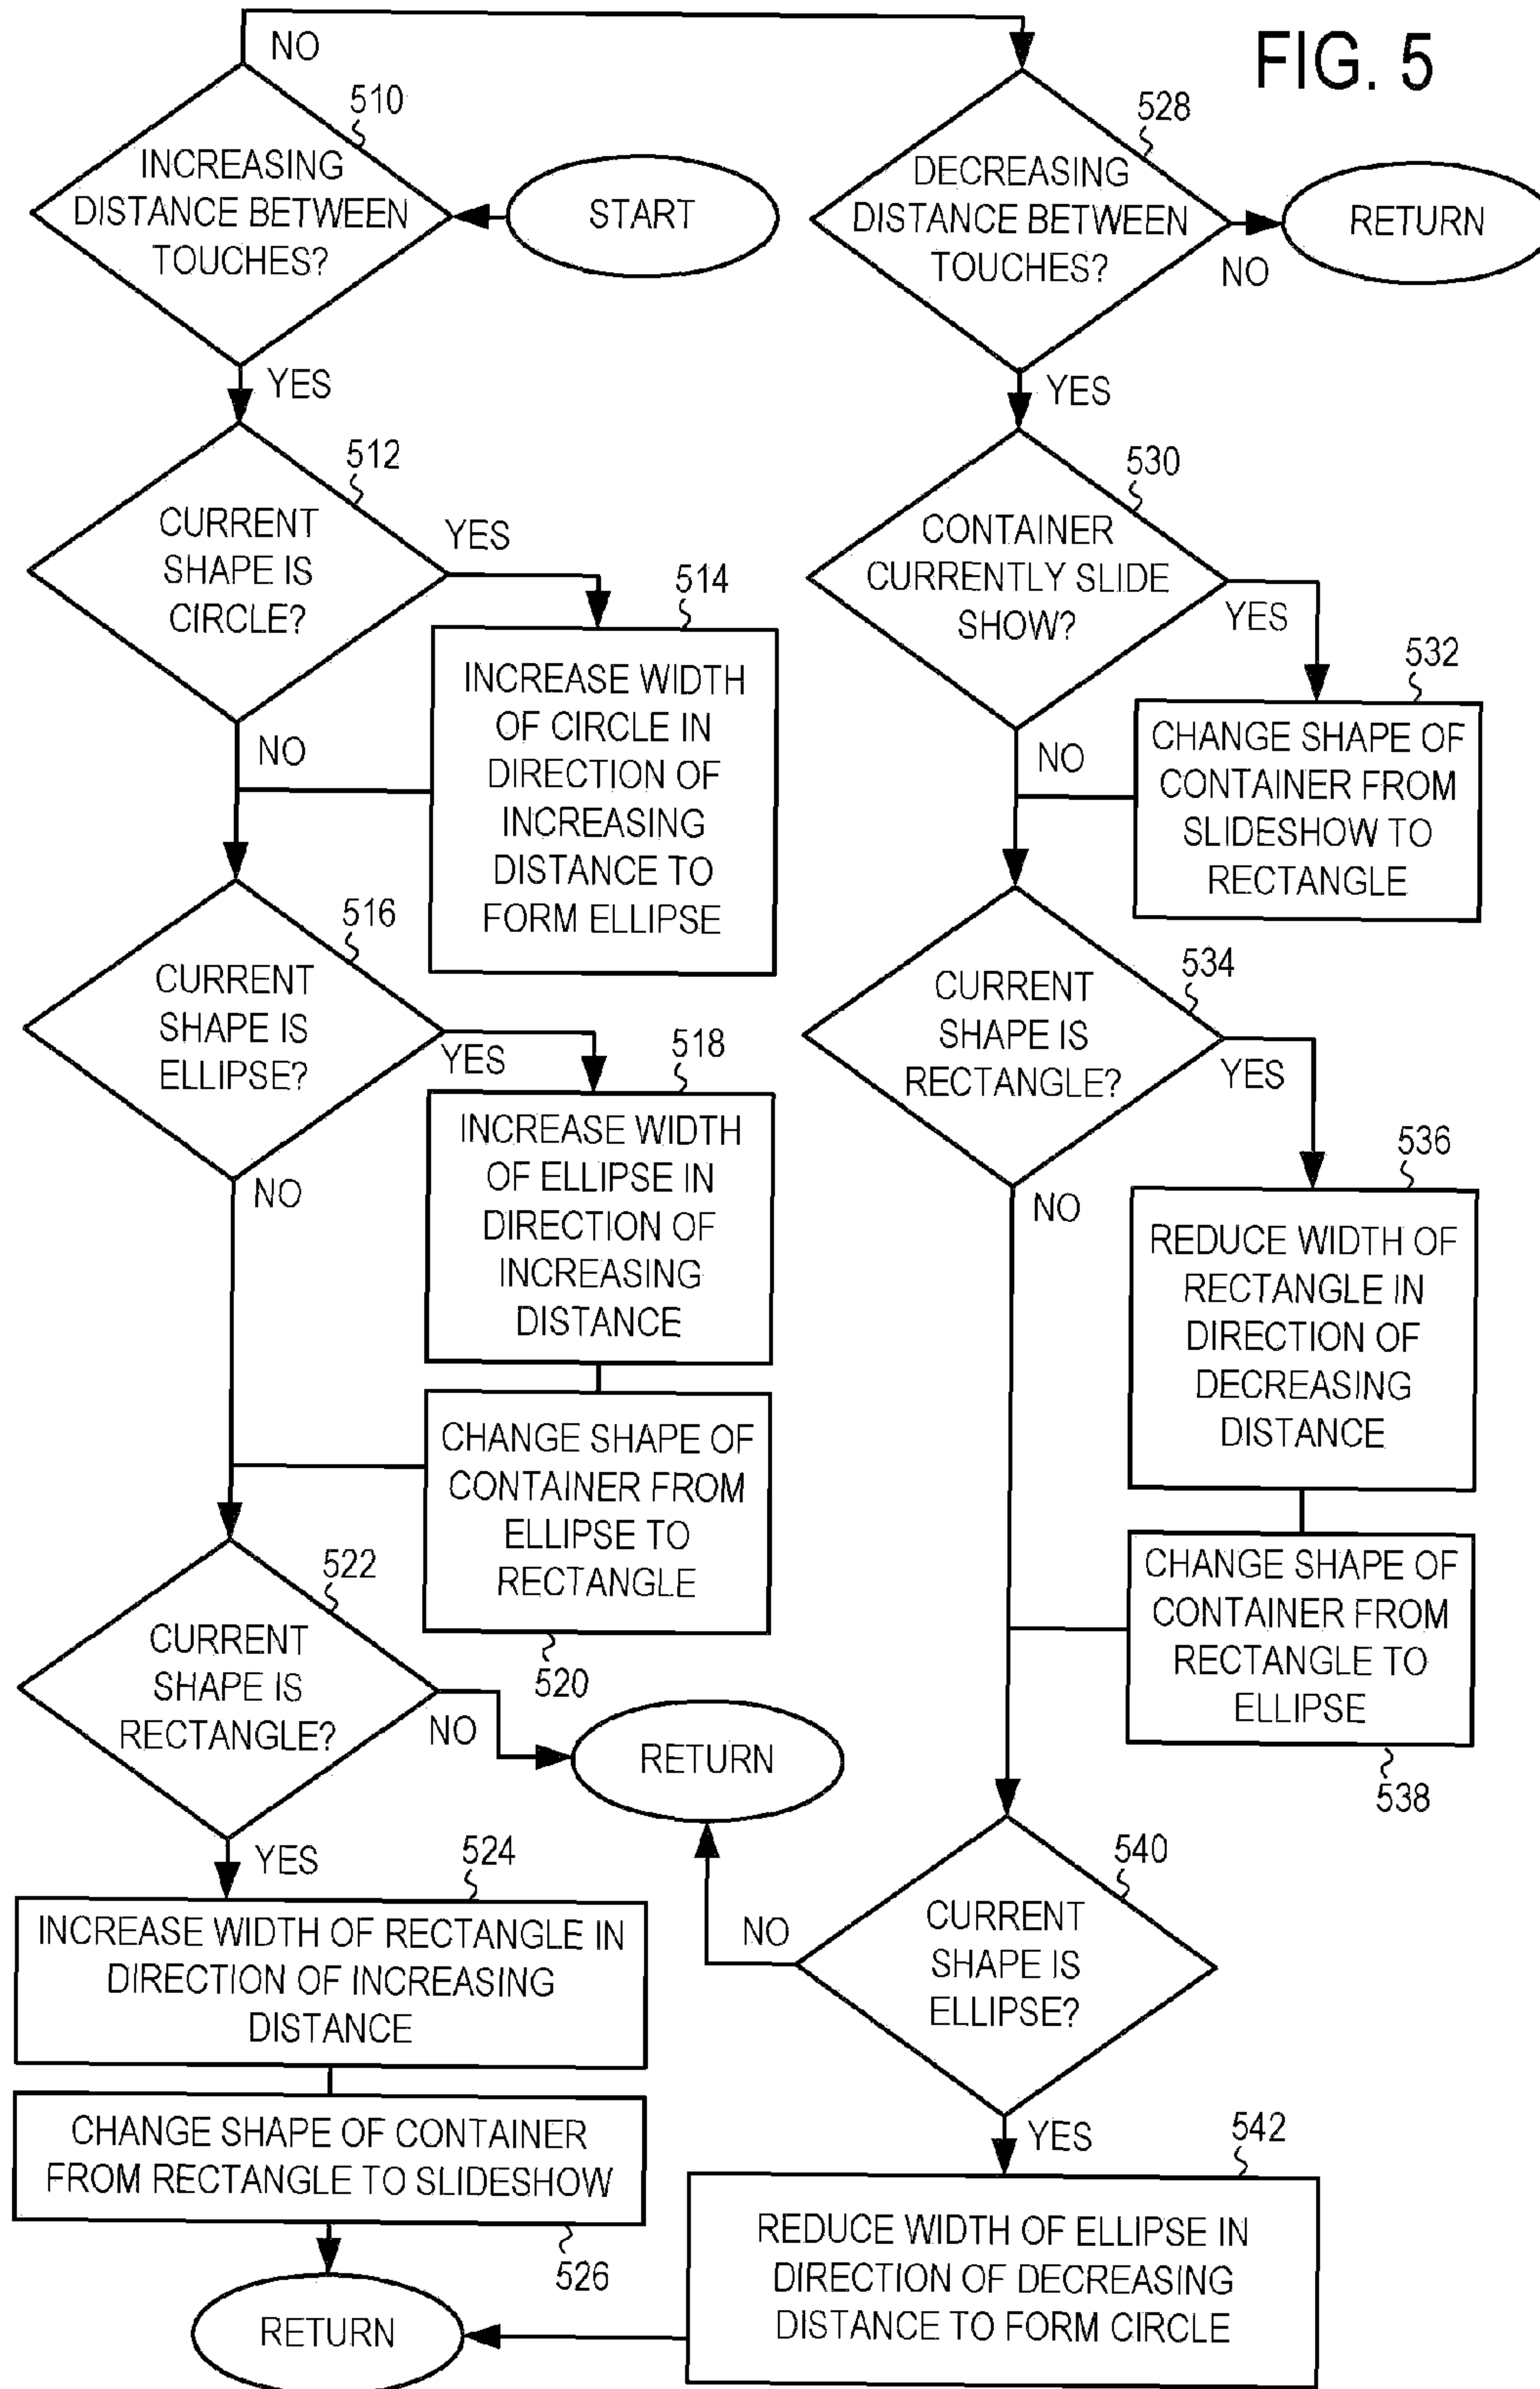 FIG. 5
NO
510
INCREASING
DISTANCE BETWEEN
TOUCHES?
START
YES
512
CURRENT
SHAPE IS
CIRCLE?
YES
514
INCREASE WIDTH
OF CIRCLE IN
DIRECTION OF
INCREASING
DISTANCE TO
FORM ELLIPSE
NO
516
CURRENT
SHAPE IS
ELLIPSE?
YES
518
INCREASE WIDTH
OF ELLIPSE IN
DIRECTION OF
INCREASING
DISTANCE
NO
CHANGE SHAPE OF
CONTAINER FROM
ELLIPSE TO
RECTANGLE
520
522
CURRENT
SHAPE IS
RECTANGLE?
NO
RETURN
YES
524
INCREASE WIDTH OF RECTANGLE IN
DIRECTION OF INCREASING
DISTANCE
CHANGE SHAPE OF CONTAINER
FROM RECTANGLE TO SLIDESHOW
526
RETURN
528
DECREASING
DISTANCE BETWEEN
TOUCHES?
NO
RETURN
YES
530
CONTAINER
CURRENTLY SLIDE
SHOW?
YES
532
CHANGE SHAPE OF
CONTAINER FROM
SLIDESHOW TO
RECTANGLE
NO
534
CURRENT
SHAPE IS
RECTANGLE?
YES
536
REDUCE WIDTH OF
RECTANGLE IN
DIRECTION OF
DECREASING
DISTANCE
NO
CHANGE SHAPE OF
CONTAINER FROM
RECTANGLE TO
ELLIPSE
538
540
CURRENT
SHAPE IS
ELLIPSE?
NO
YES
542
REDUCE WIDTH OF ELLIPSE IN
DIRECTION OF DECREASING
DISTANCE TO FORM CIRCLE